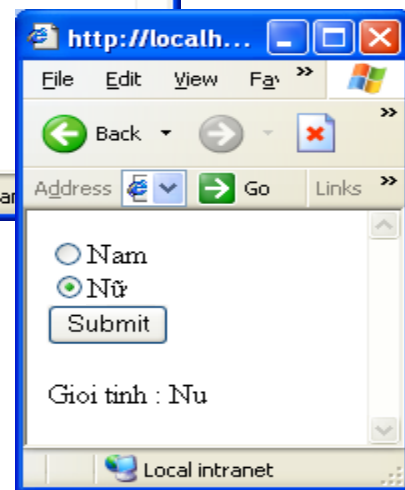 http://localh...
File Edit View Fa »
Back »
Address Go Links »
Nam
Nữ
Submit
Gioi tinh : Nu
Local intranet